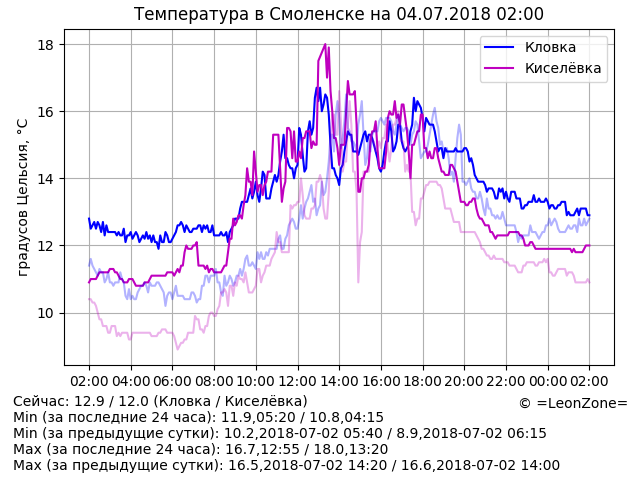 Температура в Смоленске на 04.07.2018 02:00
градусов Цельсия, °C
18
16
14
12
10
Кловка
Киселёвка
02:00 04:00 06:00 08:00 10:00 12:00 14:00 16:00 18:00 20:00 22:00 00:00 02:00
Сейчас: 12.9 / 12.0 (Кловка / Киселёвка)
© =LeonZone=
Min (за последние 24 часа): 11.9,05:20 / 10.8,04:15
Min (за предыдущие сутки): 10.2,2018-07-02 05:40 / 8.9,2018-07-02 06:15
Max (за последние 24 часа): 16.7,12:55 / 18.0,13:20
Max (за предыдущие сутки): 16.5,2018-07-02 14:20 / 16.6,2018-07-02 14:00